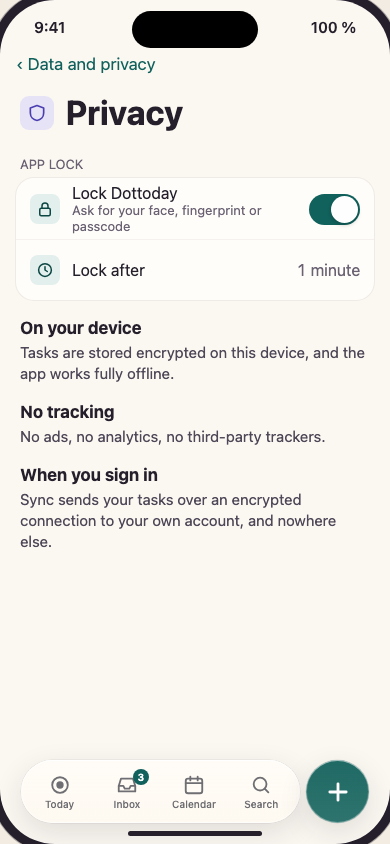 9:41
100 %
‹ Data and privacy
Privacy
APP LOCK
Lock Dottoday
Ask for your face, fingerprint or
passcode
Lock after
1 minute
On your device
Tasks are stored encrypted on this device, and the
app works fully offline.
No tracking
No ads, no analytics, no third-party trackers.
When you sign in
Sync sends your tasks over an encrypted
connection to your own account, and nowhere
else.
3
Today
Inbox
Calendar
Search